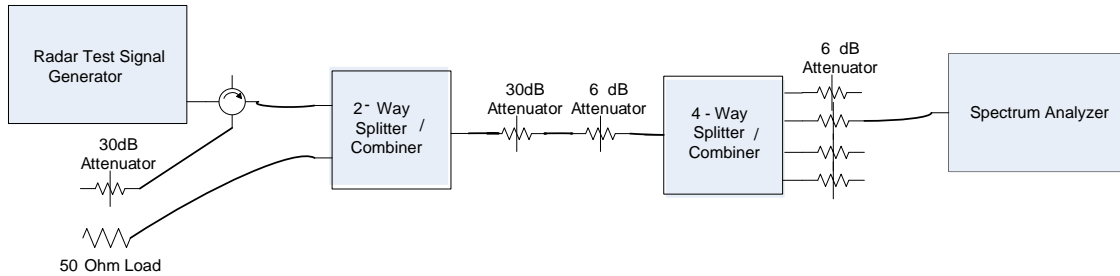 Radar Test Signal
Generator
30dB
Attenuator
50 Ohm Load
2- Way
Splitter /
Combiner
30dB
Attenuator
6 dB
Attenuator
4 - Way
Splitter /
Combiner
6 dB
Attenuator
Spectrum Analyzer